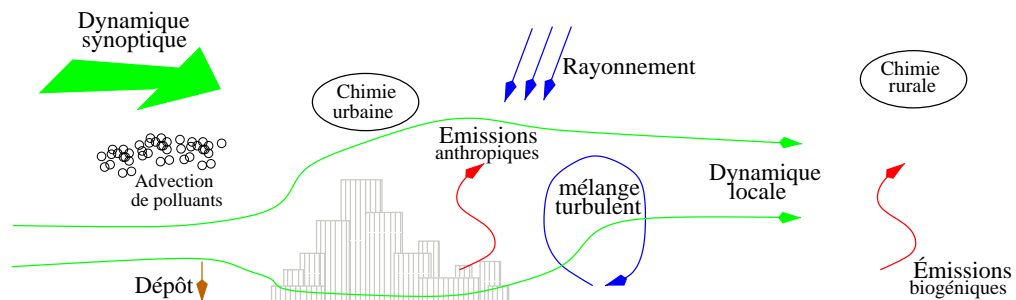 Dynamique
synoptique
Rayonnement
Chimie
urbaine
Chimie
rurale
Emissions
anthropiques
Advection
de polluants
mélange
turbulent
Dynamique
locale
Dépôt
Émissions
biogéniques